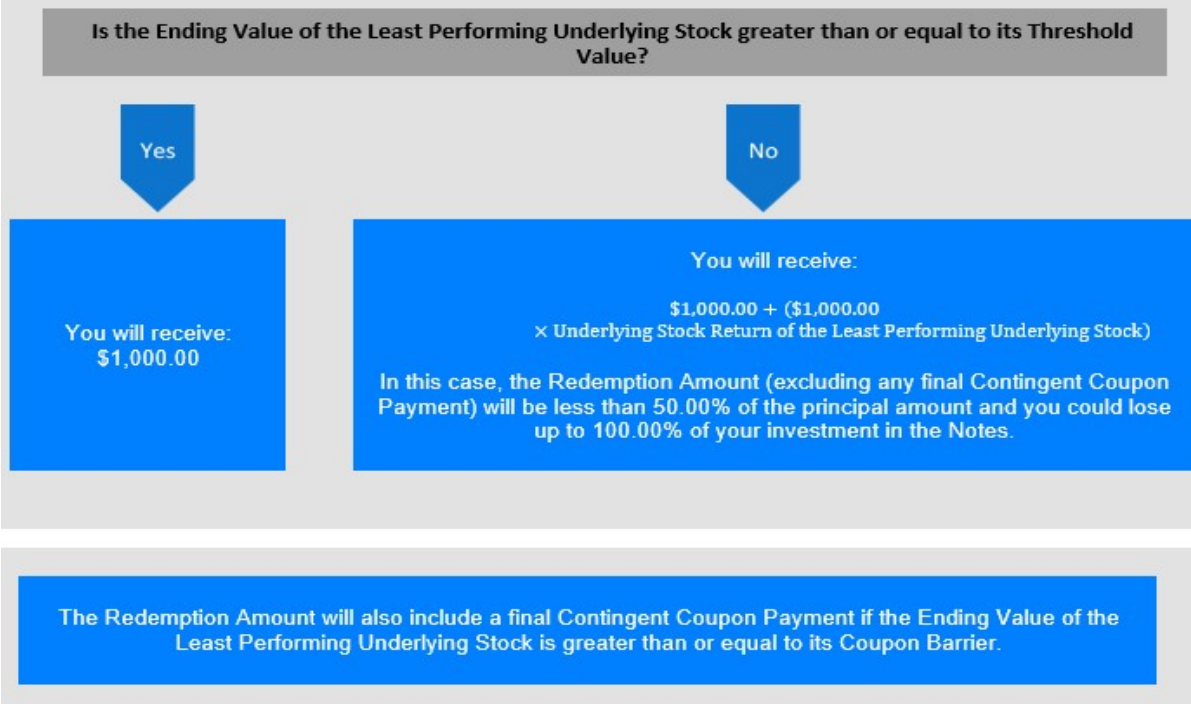 Is the Ending Value of the Least Performing Underlying Stock greater than or equal to its Threshold
Value?
Yes
No
You will receive:
$1,000.00
You will receive:
$1,000.00 + ($1,000.00
× Underlying Stock Return of the Least Performing Underlying Stock)
In this case, the Redemption Amount (excluding any final Contingent Coupon
Payment) will be less than 50.00% of the principal amount and you could lose
up to 100.00% of your investment in the Notes.
The Redemption Amount will also include a final Contingent Coupon Payment if the Ending Value of the
Least Performing Underlying Stock is greater than or equal to its Coupon Barrier.